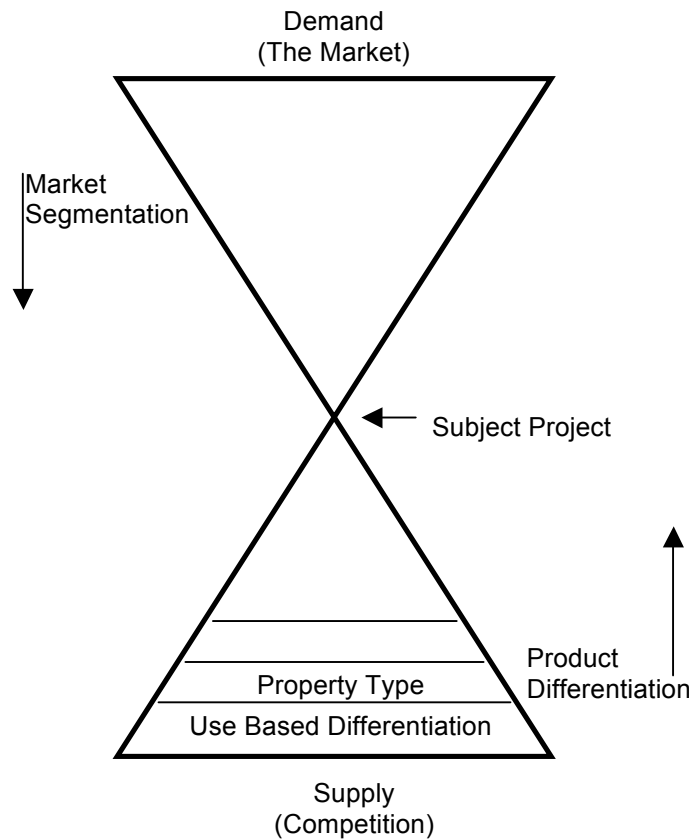 Demand
(The Market)
Market
Segmentation
Subject Project
Product
Differentiation
Property Type
Use Based Differentiation
Supply
(Competition)